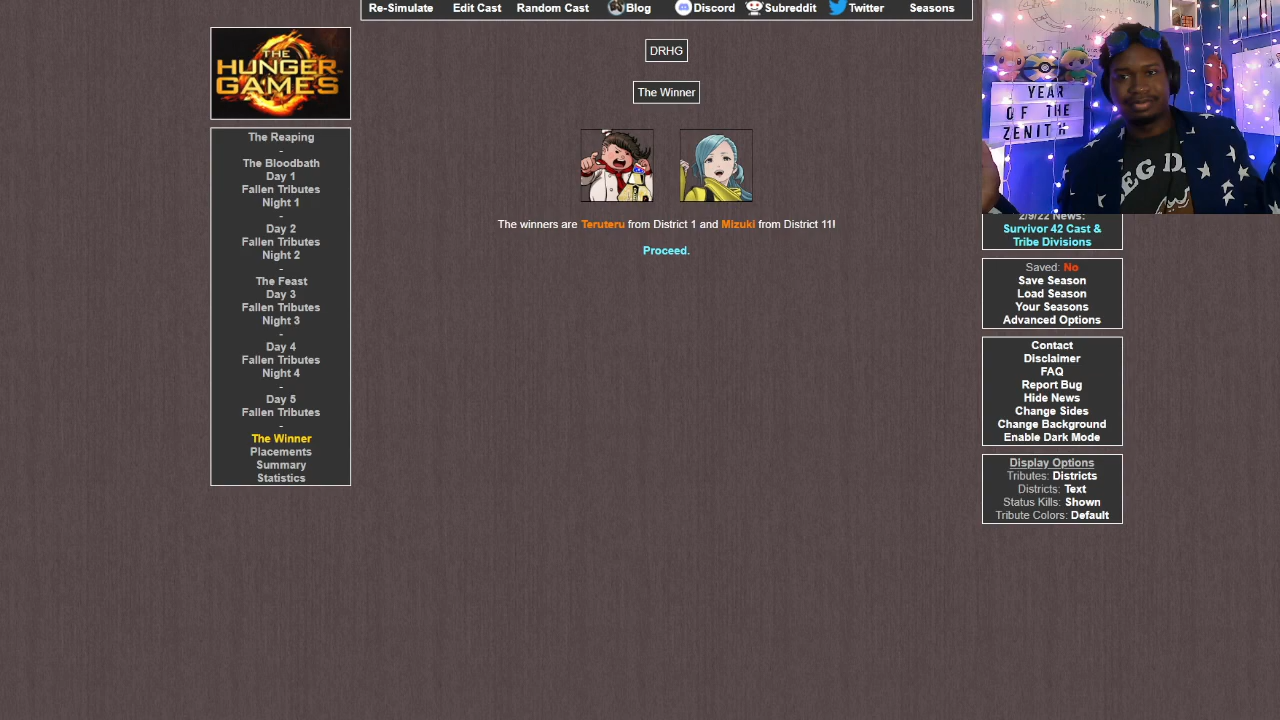 Re-Simulate Edit Cast Random Cast Blog Discord Subreddit Twitter Seasons
THE
HUNGER
GAMES
The Reaping
-
The Bloodbath
Day 1
Fallen Tributes
Night 1
-
Day 2
Fallen Tributes
Night 2
-
The Feast
Day 3
Fallen Tributes
Night 3
-
Day 4
Fallen Tributes
Night 4
-
Day 5
Fallen Tributes
-
The Winner
Placements
Summary
Statistics
DRHG
The Winner
The winners are Teruteru from District 1 and Mizuki from District 11!
Proceed.
YEAR
OF THE
ZENITH
2/9/22 News:
Survivor 42 Cast &
Tribe Divisions
Saved: No
Save Season
Load Season
Your Seasons
Advanced Options
Contact
Disclaimer
FAQ
Report Bug
Hide News
Change Sides
Change Background
Enable Dark Mode
Display Options
Tributes: Districts
Districts: Text
Status Kills: Shown
Tribute Colors: Default